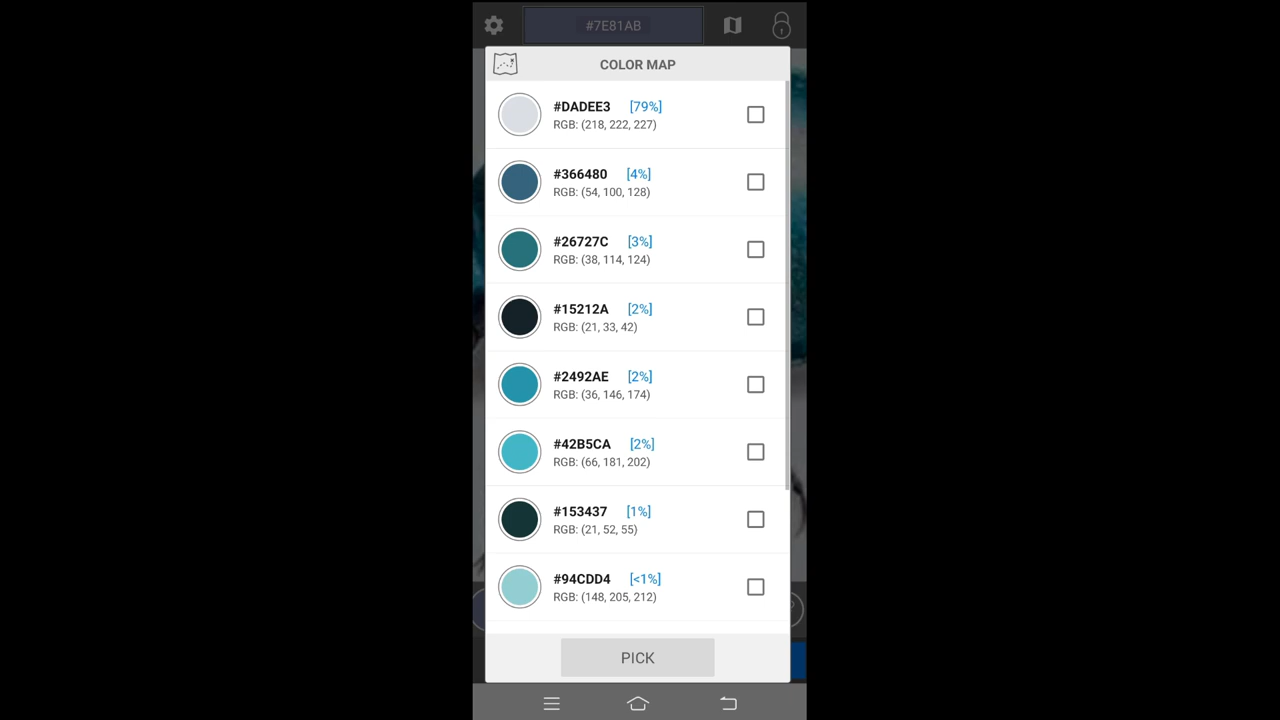 #7E81AB
COLOR MAP
#DADEE3 [79%]
RGB: (218, 222, 227)
#366480 [4%]
RGB: (54, 100, 128)
#26727C [3%]
RGB: (38, 114, 124)
#15212A [2%]
RGB: (21, 33, 42)
#2492AE [2%]
RGB: (36, 146, 174)
#42B5CA [2%]
RGB: (66, 181, 202)
#153437 [1%]
RGB: (21, 52, 55)
#94CDD4 [<1%]
RGB: (148, 205, 212)
PICK